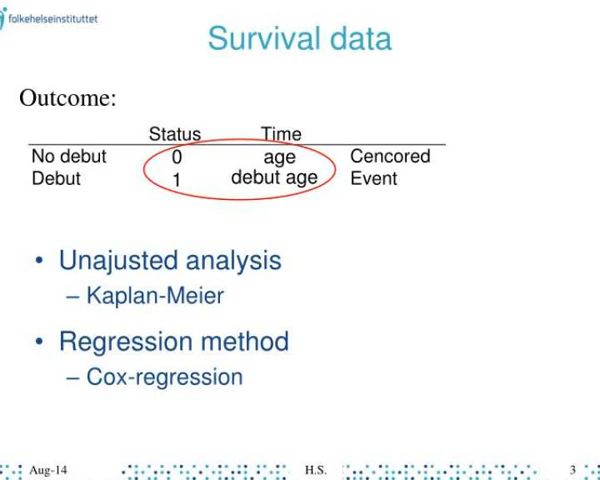 folkehelseinstituttet
Survival data
Outcome:
Status Time
No debut 0 age Cencored
Debut 1 debut age Event
• Unajusted analysis
– Kaplan-Meier
• Regression method
– Cox-regression
Aug-14 H.S. 3